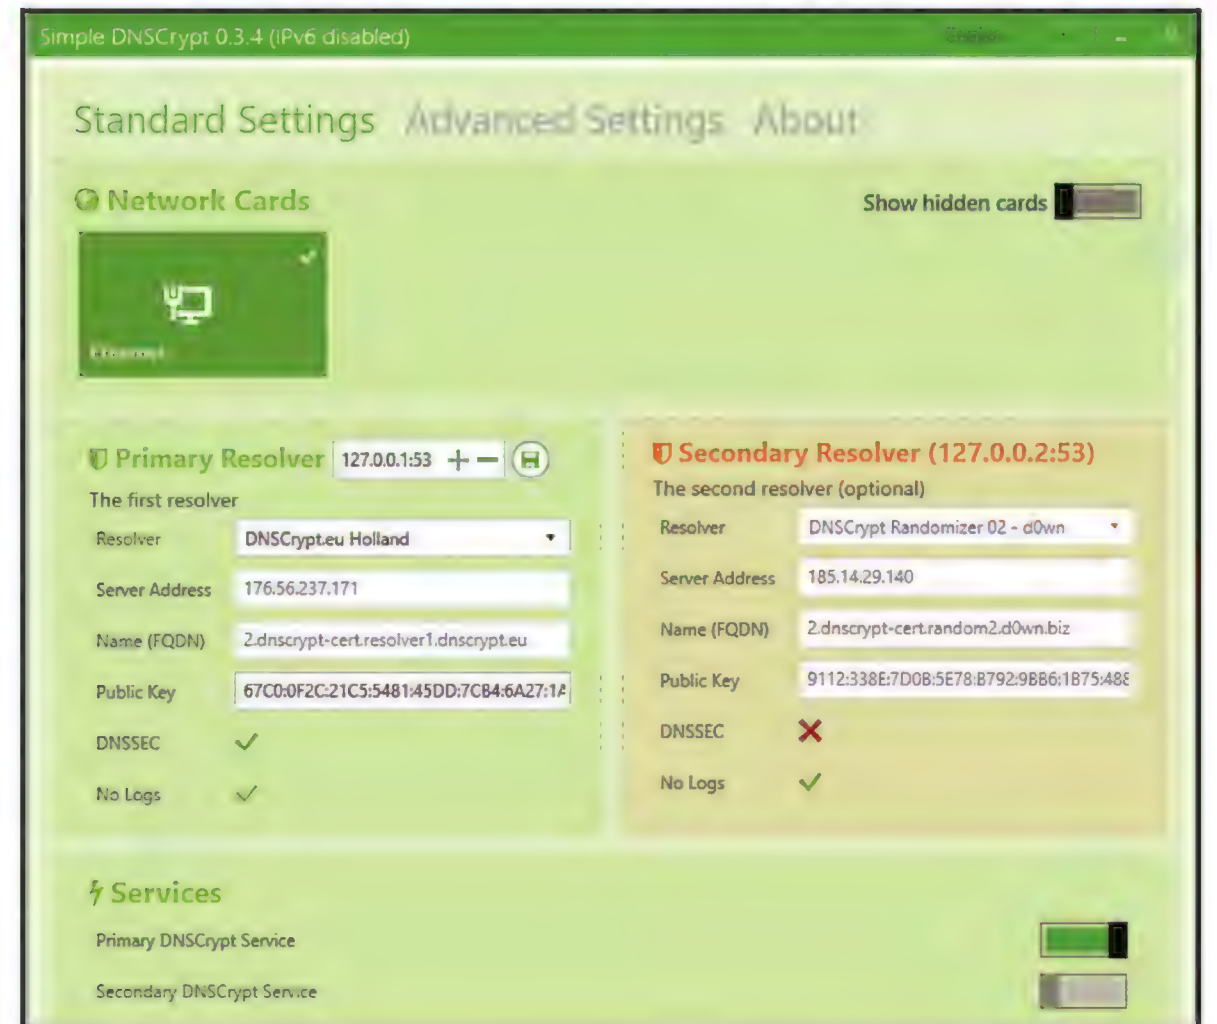 Simple DNSCrypt 0.3.4 (IPv6 disabled)
Standard Settings Advanced Settings About
Network Cards
Show hidden cards
Ethernet
Primary Resolver 127.0.0.1:53
The first resolver
Resolver DNSCrypt.eu Holland
Server Address 176.56.237.171
Name (FQDN) 2.dnscrypt-cert.resolver1.dnscrypt.eu
Public Key 67C0:0F2C:21C5:5481:45DD:7CB4:6A27:1A
DNSSEC
No Logs
Secondary Resolver (127.0.0.2:53)
The second resolver (optional)
Resolver DNSCrypt Randomizer 02 - d0wn
Server Address 185.14.29.140
Name (FQDN) 2.dnscrypt-cert.random2.d0wn.biz
Public Key 9112:338E:7D0B:5E78:B792:9BB6:1B75:488
DNSSEC
No Logs
Services
Primary DNSCrypt Service
Secondary DNSCrypt Service